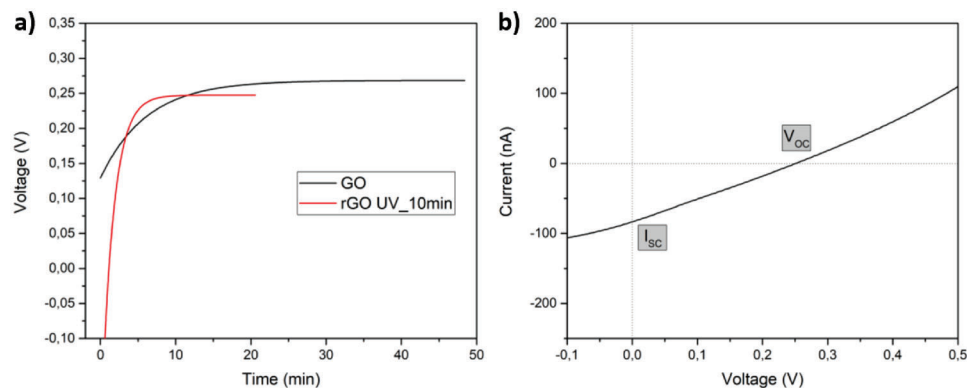 a)
0,35
0,30
0,25
0,20
0,15
0,10
0,05
0,00
-0,05
-0,10
Voltage (V)
0
10
20
30
40
50
Time (min)
GO
rGO UV_10min
b)
200
100
0
-100
-200
Current (nA)
-0,1
0,0
0,1
0,2
0,3
0,4
0,5
Voltage (V)
V_OC
I_SC